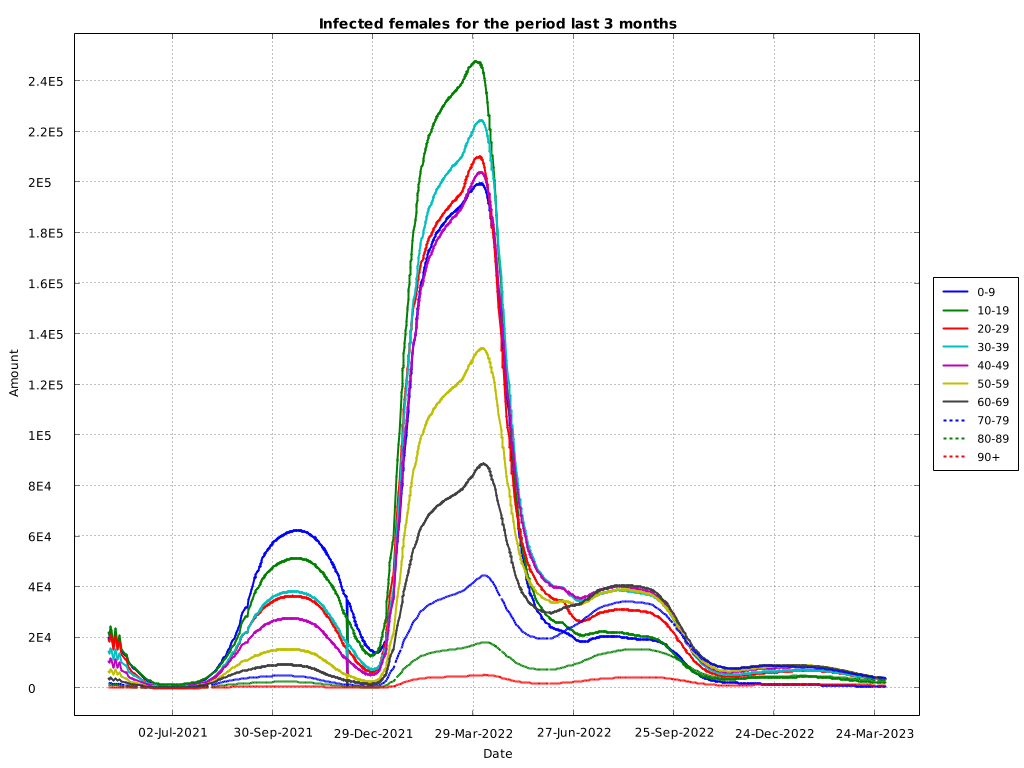 Infected females for the period last 3 months
2.4E5
2.2E5
2E5
1.8E5
1.6E5
1.4E5
1.2E5
1E5
8E4
6E4
4E4
2E4
0
Amount
02-Jul-2021 30-Sep-2021 29-Dec-2021 29-Mar-2022 27-Jun-2022 25-Sep-2022 24-Dec-2022 24-Mar-2023
Date
0-9
10-19
20-29
30-39
40-49
50-59
60-69
70-79
80-89
90+